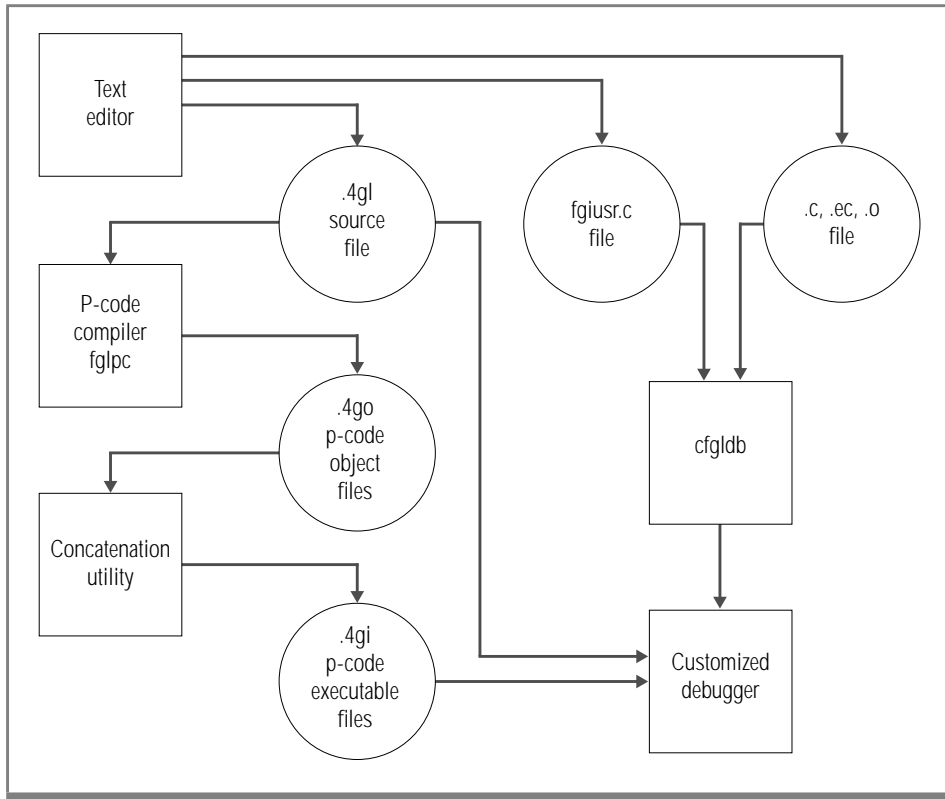 Text
editor
.4gl
source
file
fgiusr.c
file
.c, .ec, .o
file
P-code
compiler
fglpc
.4go
p-code
object
files
cfgldb
Concatenation
utility
.4gi
p-code
executable
files
Customized
debugger